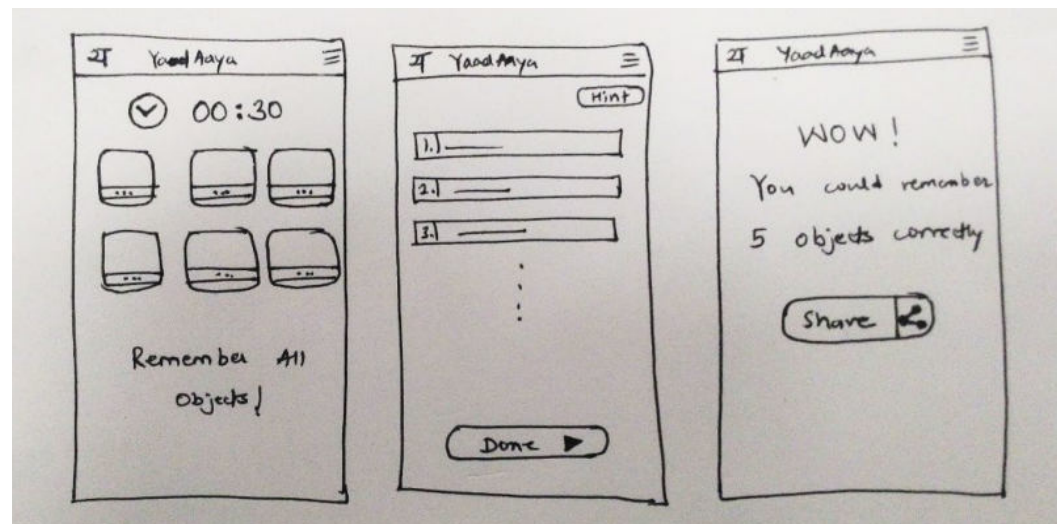 या Yaad Aaya
00:30
Remember All
Objects!
या Yaad Aaya
Hint
1.)
2.)
3.)
Done
या Yaad Aaya
WOW!
You could remember
5 objects correctly
Share